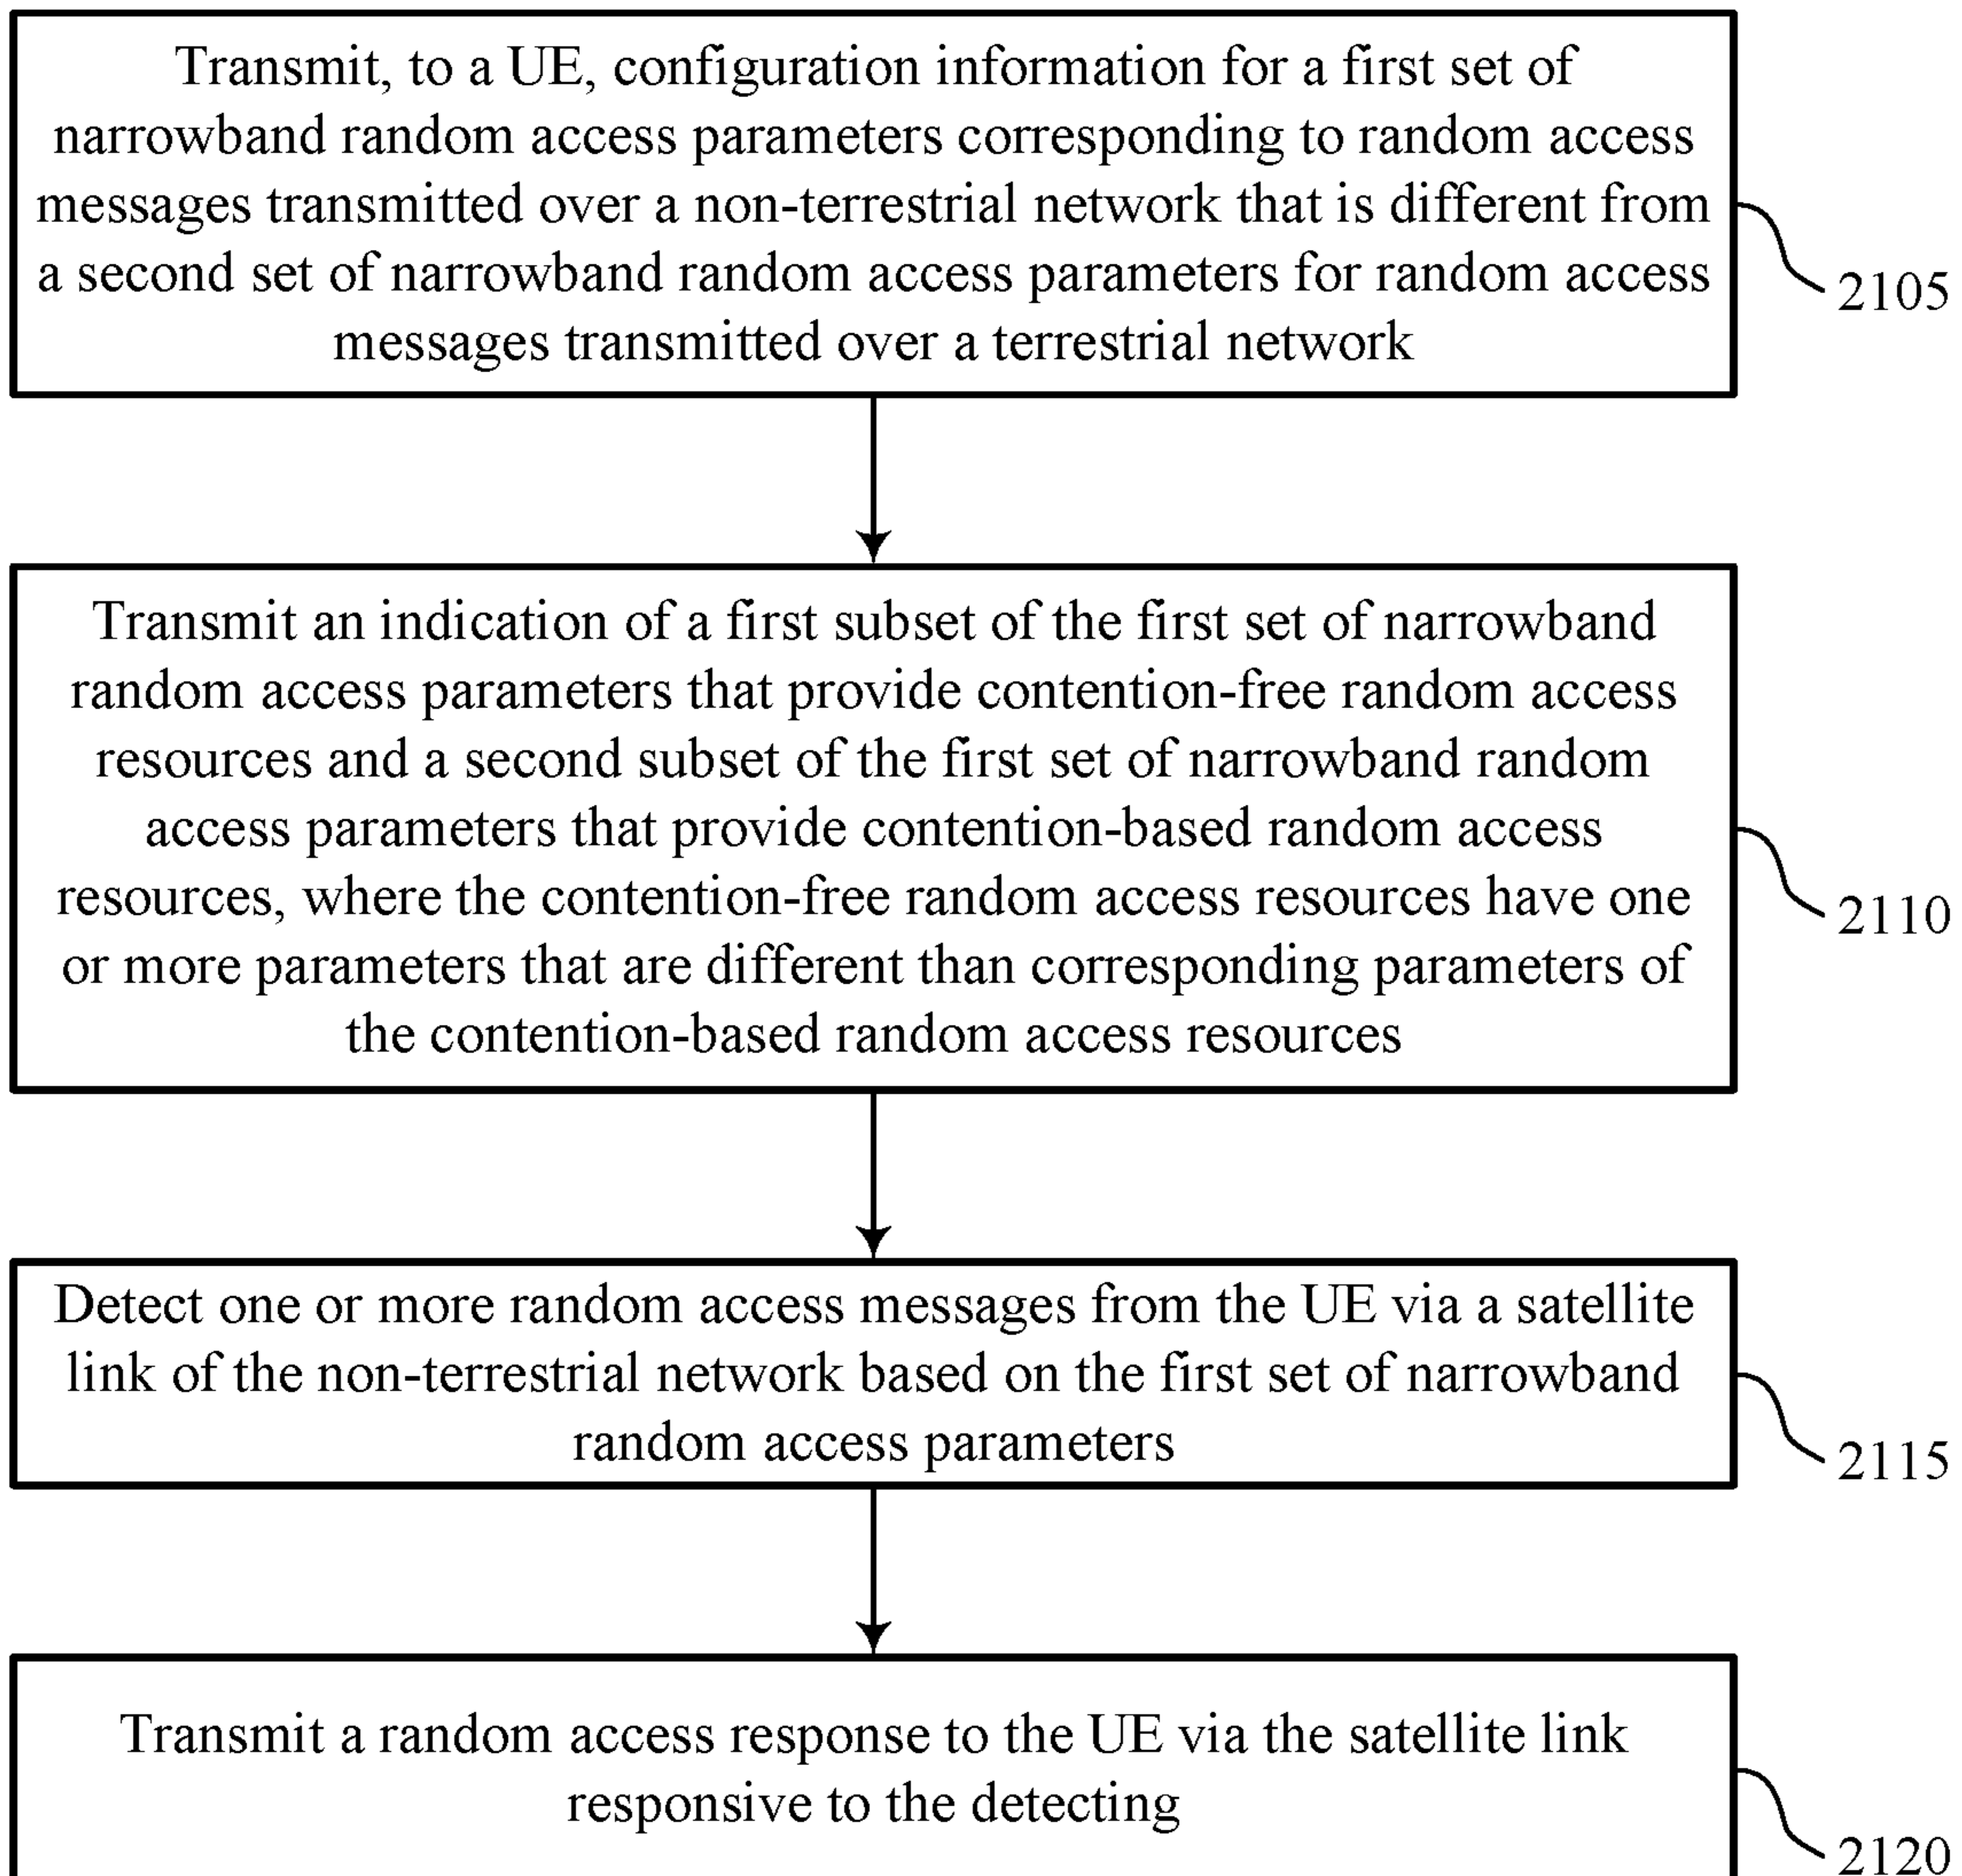 Transmit, to a UE, configuration information for a first set of
narrowband random access parameters corresponding to random access
messages transmitted over a non-terrestrial network that is different from
a second set of narrowband random access parameters for random access
messages transmitted over a terrestrial network
2105
Transmit an indication of a first subset of the first set of narrowband
random access parameters that provide contention-free random access
resources and a second subset of the first set of narrowband random
access parameters that provide contention-based random access
resources, where the contention-free random access resources have one
or more parameters that are different than corresponding parameters of
the contention-based random access resources
2110
Detect one or more random access messages from the UE via a satellite
link of the non-terrestrial network based on the first set of narrowband
random access parameters
2115
Transmit a random access response to the UE via the satellite link
responsive to the detecting
2120